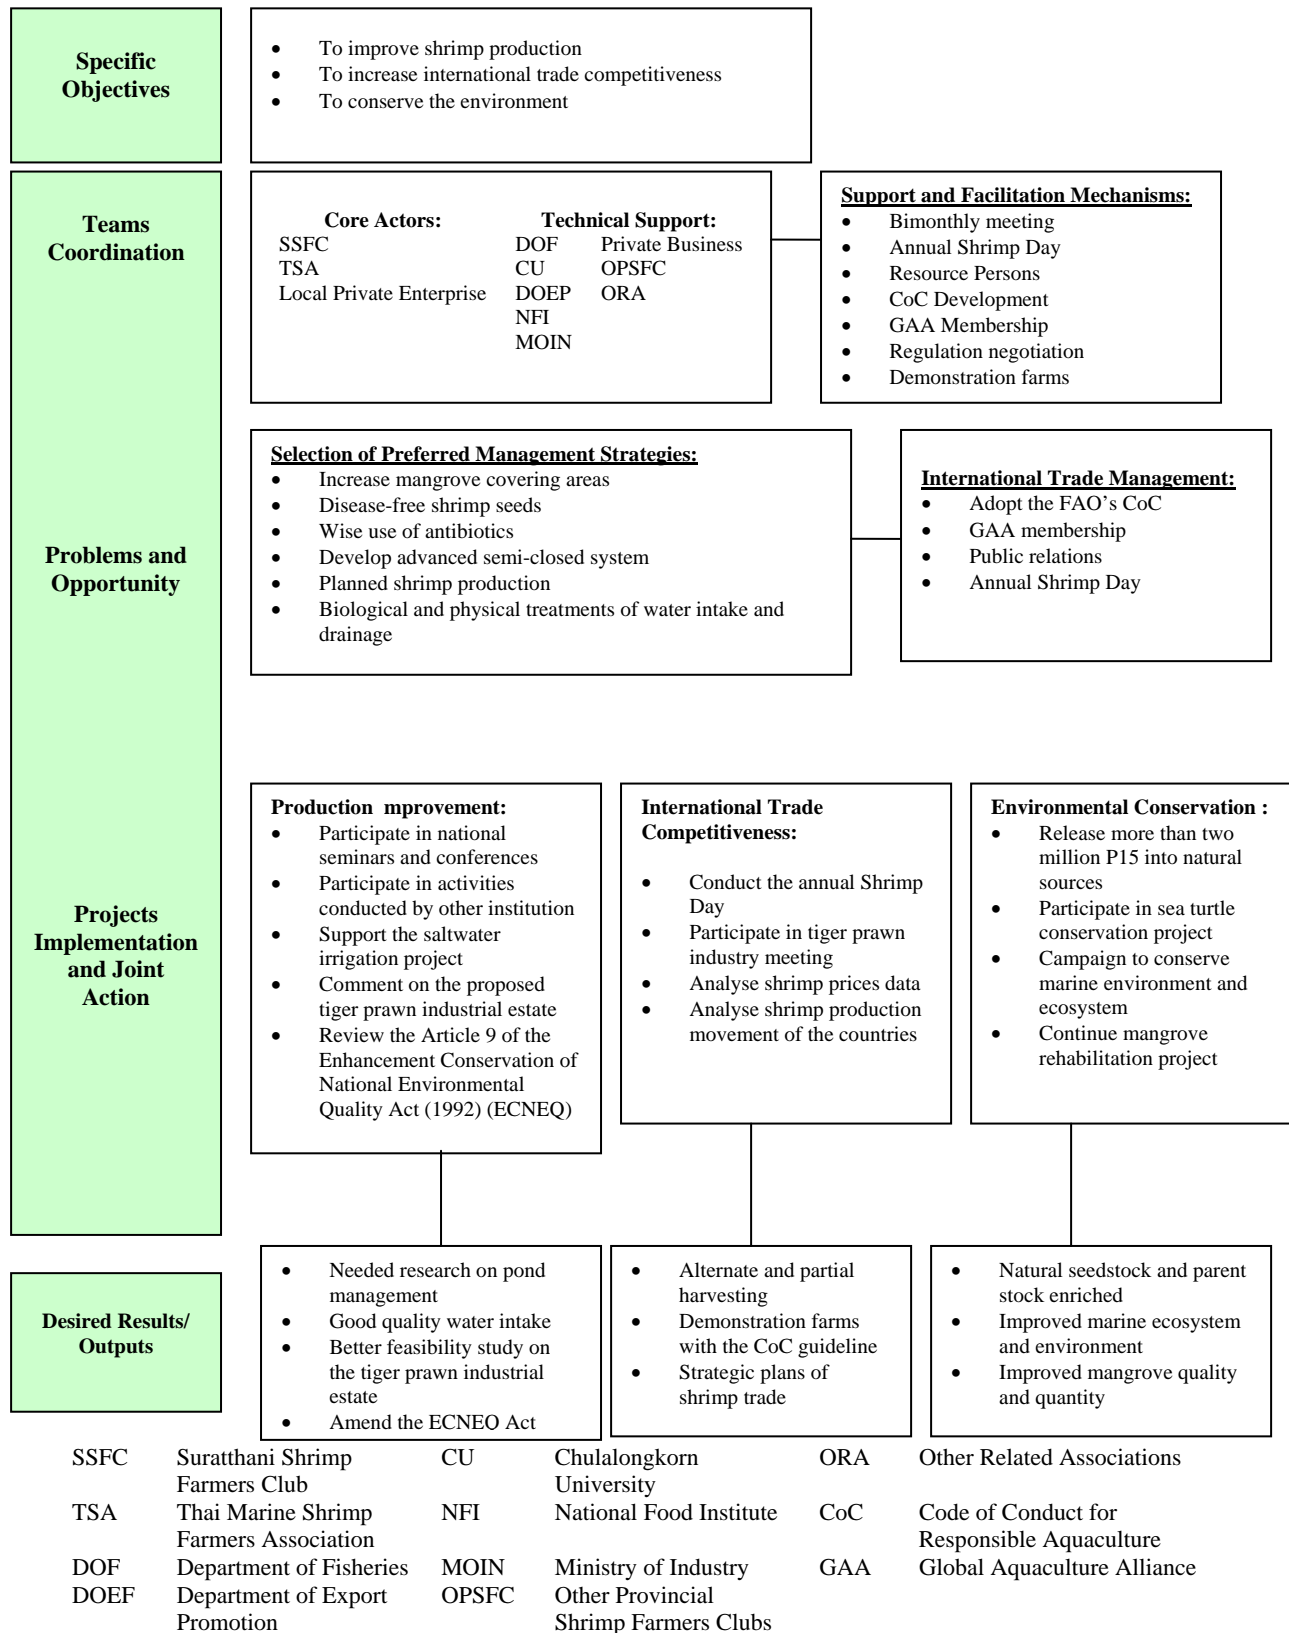 Specific
Objectives
• To improve shrimp production
• To increase international trade competitiveness
• To conserve the environment
Teams
Coordination
Core Actors:
SSFC
TSA
Local Private Enterprise
Technical Support:
DOF Private Business
CU OPSFC
DOEP ORA
NFI
MOIN
Support and Facilitation Mechanisms:
• Bimonthly meeting
• Annual Shrimp Day
• Resource Persons
• CoC Development
• GAA Membership
• Regulation negotiation
• Demonstration farms
Problems and
Opportunity
Selection of Preferred Management Strategies:
• Increase mangrove covering areas
• Disease-free shrimp seeds
• Wise use of antibiotics
• Develop advanced semi-closed system
• Planned shrimp production
• Biological and physical treatments of water intake and
drainage
International Trade Management:
• Adopt the FAO’s CoC
• GAA membership
• Public relations
• Annual Shrimp Day
Projects
Implementation
and Joint
Action
Production mprovement:
• Participate in national
seminars and conferences
• Participate in activities
conducted by other institution
• Support the saltwater
irrigation project
• Comment on the proposed
tiger prawn industrial estate
• Review the Article 9 of the
Enhancement Conservation of
National Environmental
Quality Act (1992) (ECNEQ)
International Trade
Competitiveness:
• Conduct the annual Shrimp
Day
• Participate in tiger prawn
industry meeting
• Analyse shrimp prices data
• Analyse shrimp production
movement of the countries
Environmental Conservation :
• Release more than two
million P15 into natural
sources
• Participate in sea turtle
conservation project
• Campaign to conserve
marine environment and
ecosystem
• Continue mangrove
rehabilitation project
Desired Results/
Outputs
• Needed research on pond
management
• Good quality water intake
• Better feasibility study on
the tiger prawn industrial
estate
• Amend the ECNEQ Act
• Alternate and partial
harvesting
• Demonstration farms
with the CoC guideline
• Strategic plans of
shrimp trade
• Natural seedstock and parent
stock enriched
• Improved marine ecosystem
and environment
• Improved mangrove quality
and quantity
SSFC Suratthani Shrimp CU Chulalongkorn ORA Other Related Associations
Farmers Club University
TSA Thai Marine Shrimp NFI National Food Institute CoC Code of Conduct for
Farmers Association Responsible Aquaculture
DOF Department of Fisheries MOIN Ministry of Industry GAA Global Aquaculture Alliance
DOEF Department of Export OPSFC Other Provincial
Promotion Shrimp Farmers Clubs